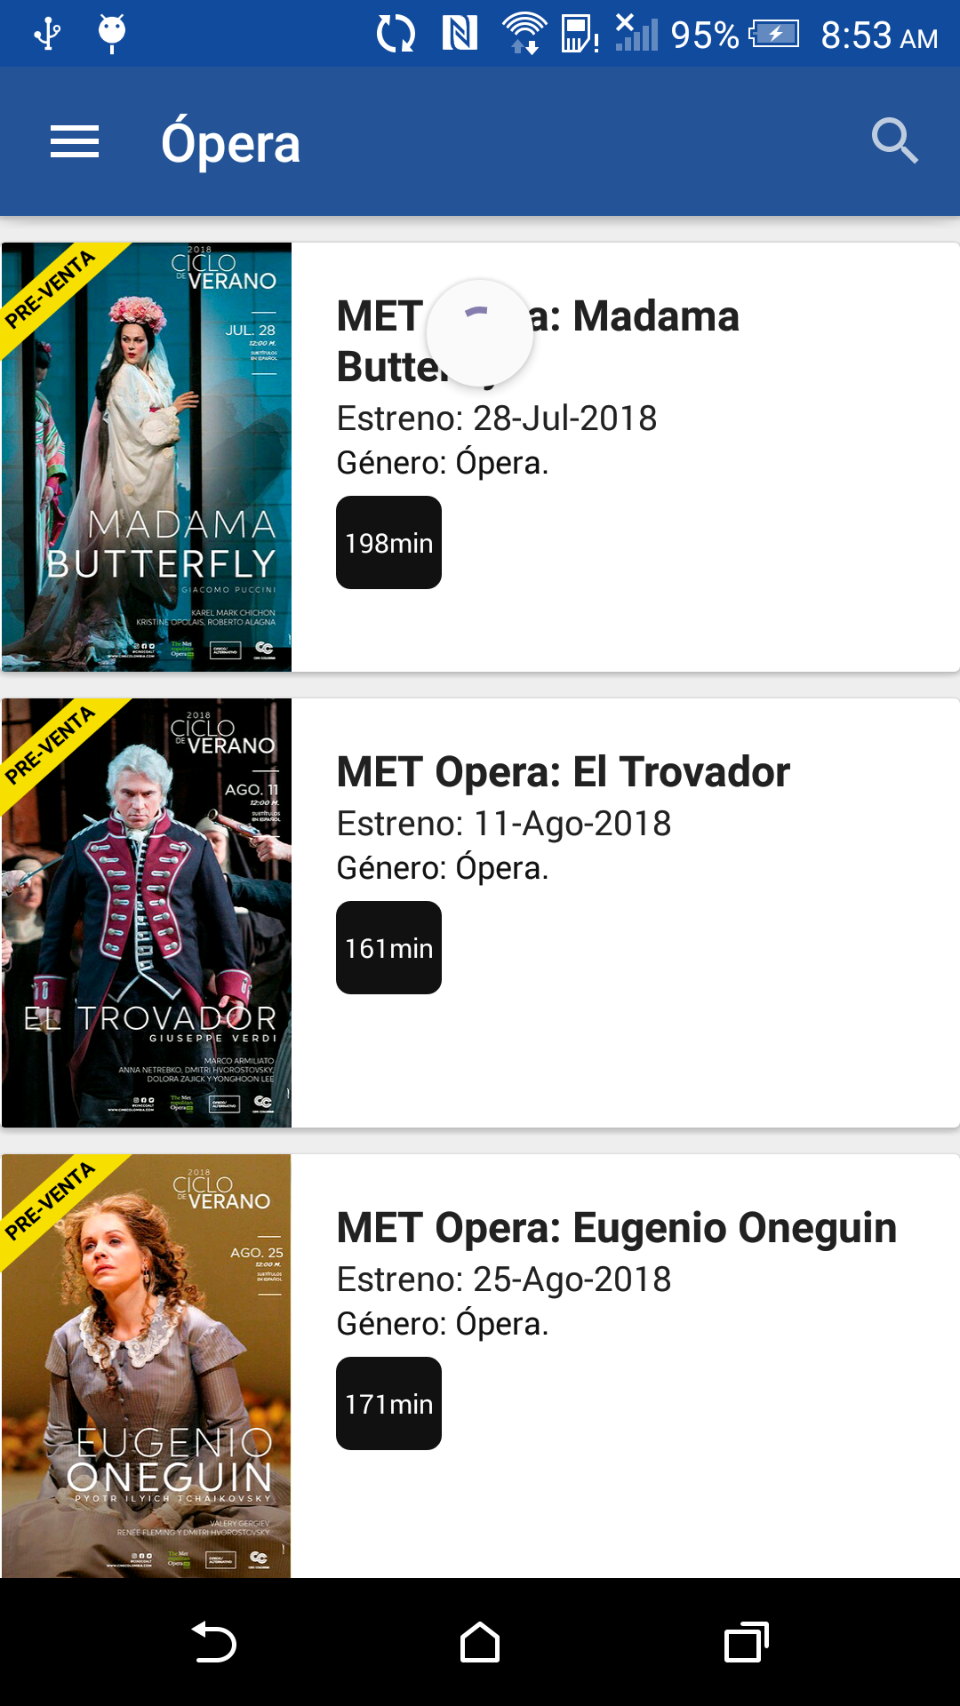 95% 8:53 AM
Ópera
PRE-VENTA
2018
CICLO
DE VERANO
JUL. 28
12:00 M.
SUBTÍTULOS
EN ESPAÑOL
MADAMA
BUTTERFLY
GIACOMO PUCCINI
KAREL MARK CHICHON
KRISTINE OPOLAIS, ROBERTO ALAGNA
MET a: Madama
Butterfly
Estreno: 28-Jul-2018
Género: Ópera.
198min
PRE-VENTA
2018
CICLO
DE VERANO
AGO. 11
12:00 M.
SUBTÍTULOS
EN ESPAÑOL
EL TROVADOR
GIUSEPPE VERDI
MARCO ARMILIATO
ANNA NETREBKO, DMITRI HVOROSTOVSKY,
DOLORA ZAJICK Y YONGHOON LEE
MET Opera: El Trovador
Estreno: 11-Ago-2018
Género: Ópera.
161min
PRE-VENTA
2018
CICLO
DE VERANO
AGO. 25
12:00 M.
SUBTÍTULOS
EN ESPAÑOL
EUGENIO
ONEGUIN
PYOTR ILYICH TCHAIKOVSKY
VALERY GERGIEV
RENÉE FLEMING Y DMITRI HVOROSTOVSKY
MET Opera: Eugenio Oneguin
Estreno: 25-Ago-2018
Género: Ópera.
171min